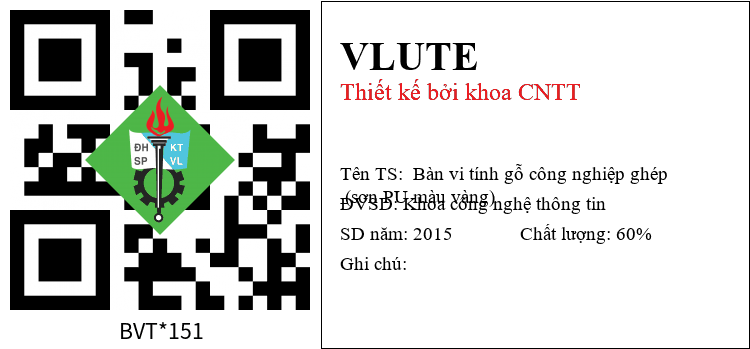 ĐH KT
SP VL
BVT*151
VLUTE
Thiết kế bởi khoa CNTT
Tên TS: Bàn vi tính gỗ công nghiệp ghép
(sơn PU màu vàng)
ĐVSD: Khoa công nghệ thông tin
SD năm: 2015 Chất lượng: 60%
Ghi chú: